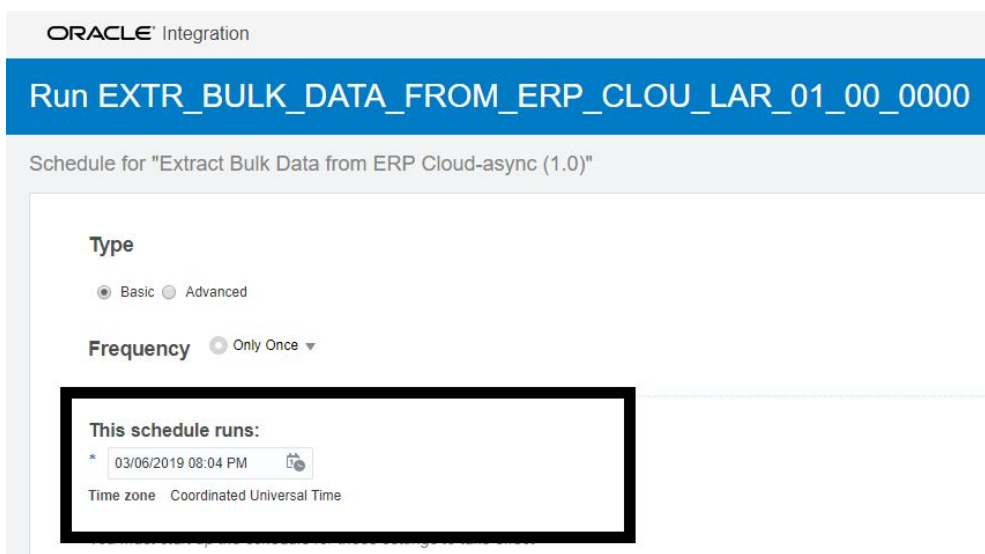 ORACLE Integration
Run EXTR_BULK_DATA_FROM_ERP_CLOU_LAR_01_00_0000
Schedule for "Extract Bulk Data from ERP Cloud-async (1.0)"
Type
Basic Advanced
Frequency Only Once
This schedule runs:
* 03/06/2019 08:04 PM
Time zone Coordinated Universal Time